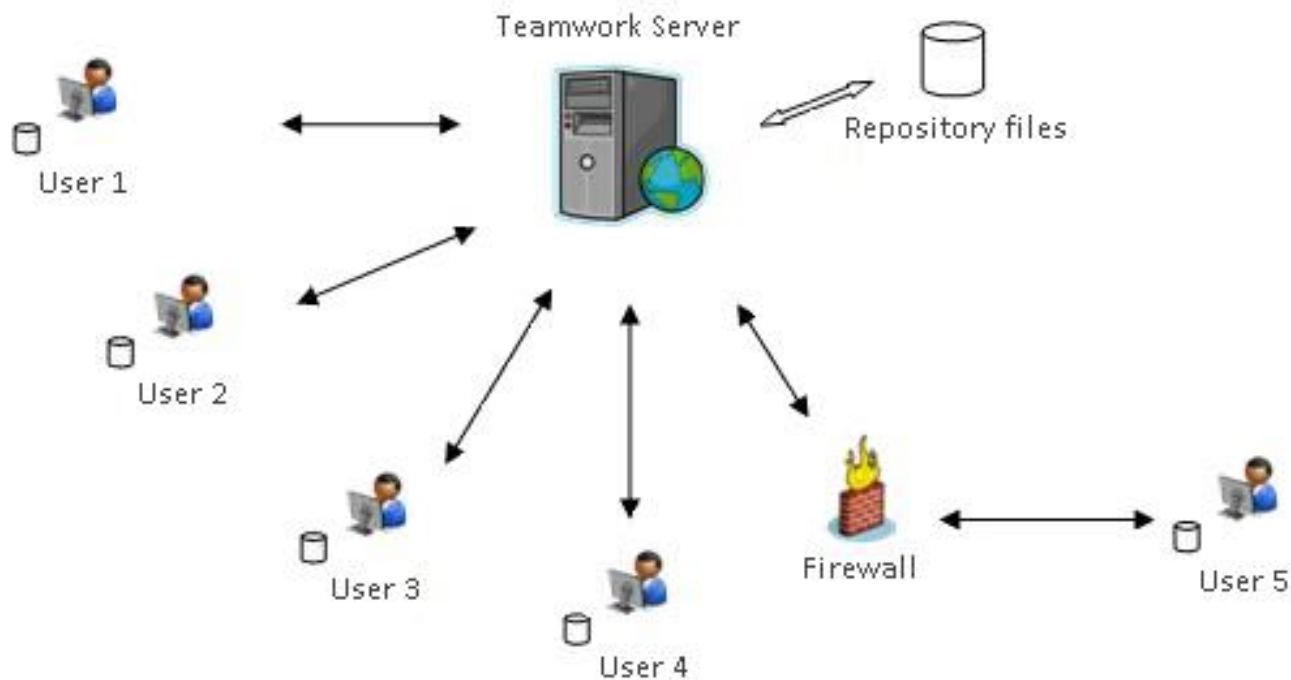 Teamwork Server
Repository files
User 1
User 2
User 3
User 4
Firewall
User 5